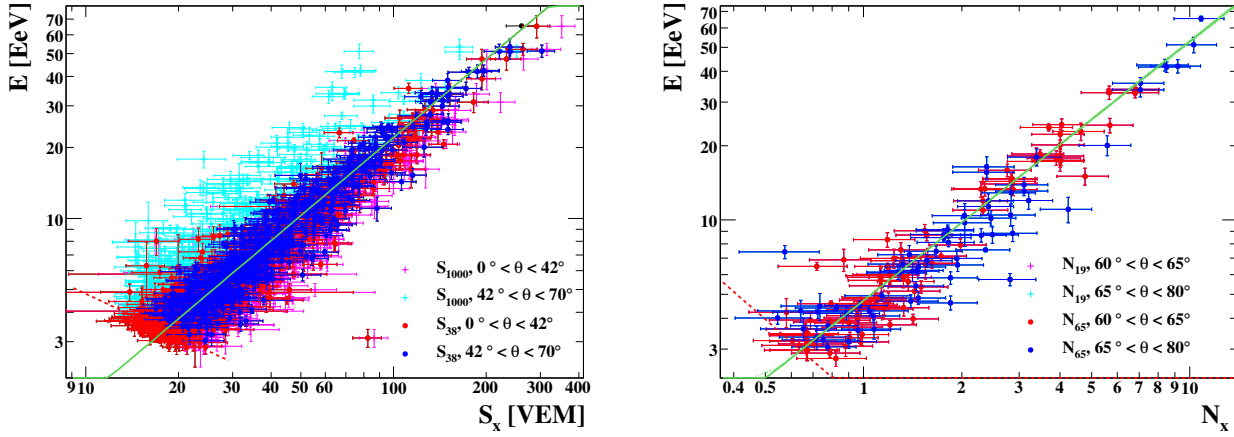 E [EeV]
70
60
50
40
30
20
10
3
9 10 20 30 40 50 60 100 200 300 400
S_x [VEM]
S_1000, 0 ° < θ < 42°
S_1000, 42 ° < θ < 70°
S_38, 0 ° < θ < 42°
S_38, 42 ° < θ < 70°
E [EeV]
70
60
50
40
30
20
10
3
0.4 0.5 1 2 3 4 5 6 7 8 9 10
N_x
N_19, 60 ° < θ < 65°
N_19, 65 ° < θ < 80°
N_65, 60 ° < θ < 65°
N_65, 65 ° < θ < 80°